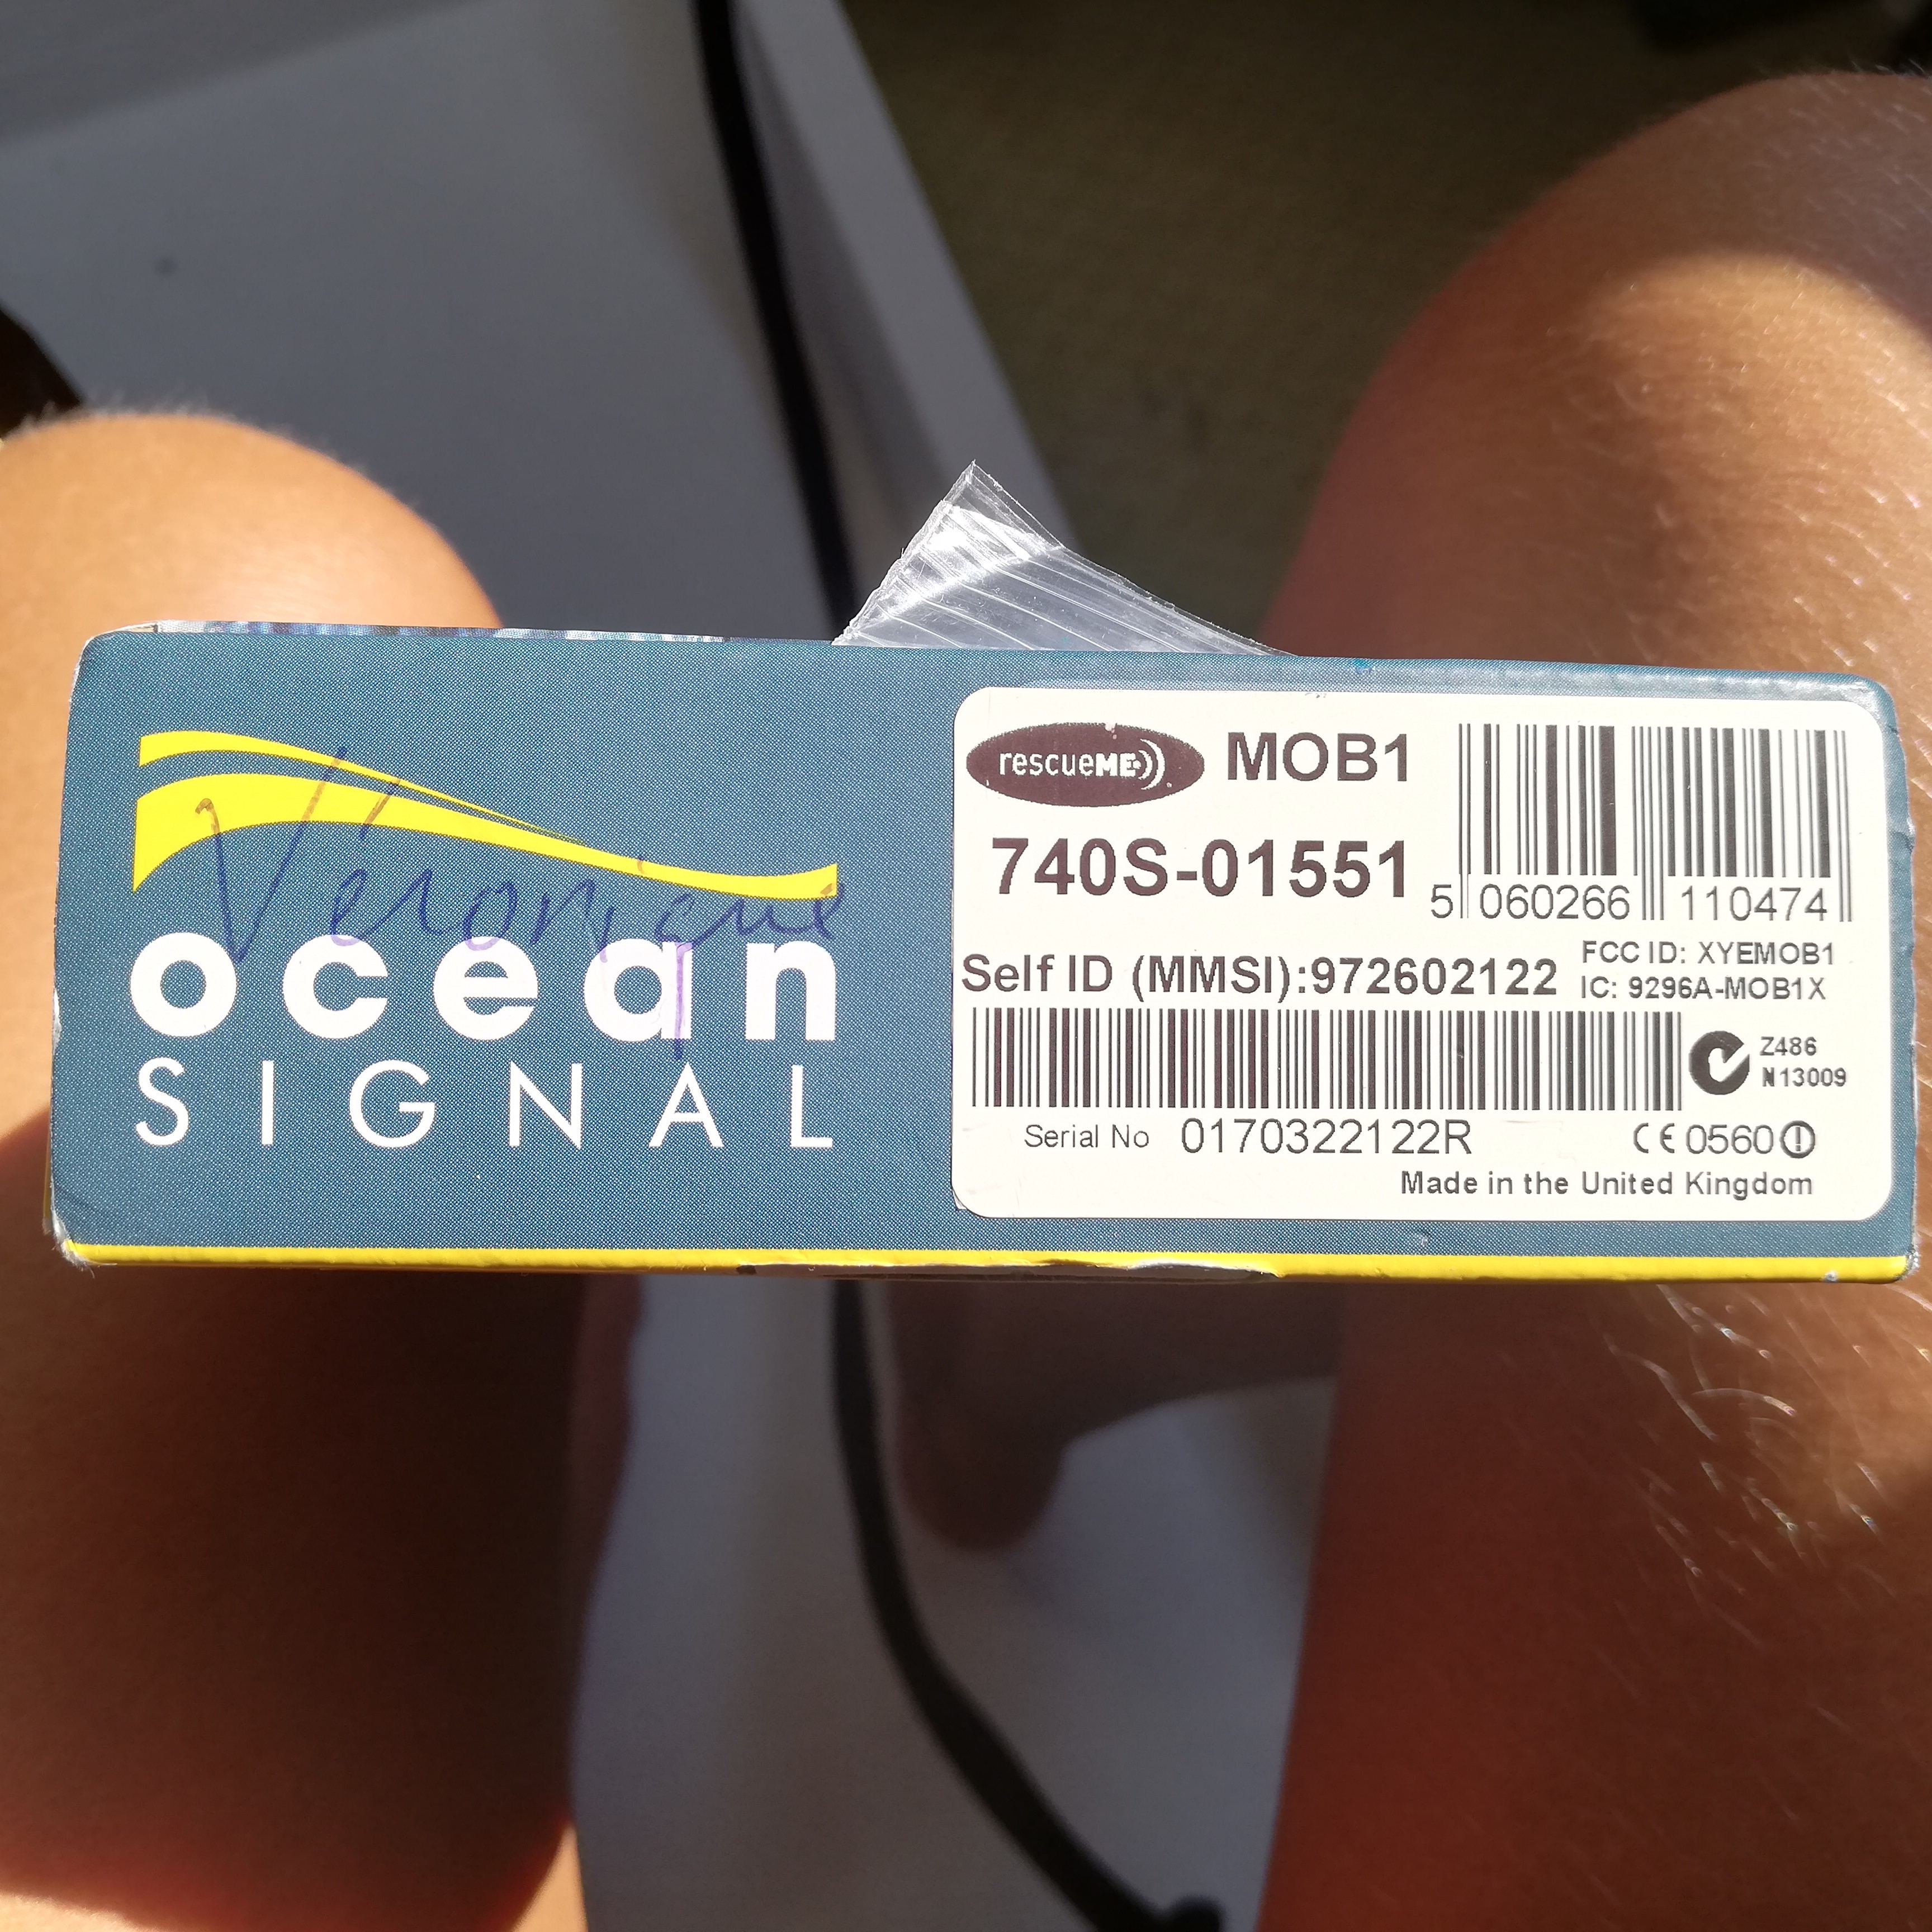 Véronique
ocean
SIGNAL
rescueME MOB1
740S-01551
5 060266 110474
Self ID (MMSI):972602122
FCC ID: XYEMOB1
IC: 9296A-MOB1X
Z486
N13009
Serial No 0170322122R
CE 0560
Made in the United Kingdom